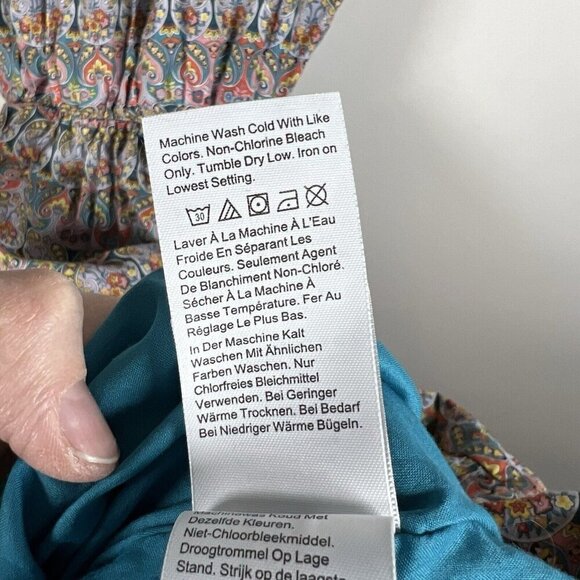 Machine Wash Cold With Like
Colors. Non-Chlorine Bleach
Only. Tumble Dry Low. Iron on
Lowest Setting.
30
Laver À La Machine À L'Eau
Froide En Séparant Les
Couleurs. Seulement Agent
De Blanchiment Non-Chloré.
Sécher À La Machine À
Basse Température. Fer Au
Réglage Le Plus Bas.
In Der Maschine Kalt
Waschen Mit Ähnlichen
Farben Waschen. Nur
Chlorfreies Bleichmittel
Verwenden. Bei Geringer
Wärme Trocknen. Bei Bedarf
Bei Niedriger Wärme Bügeln.
Machinewas Koud Met
Dezelfde Kleuren.
Niet-Chloorbleekmiddel.
Droogtrommel Op Lage
Stand. Strijk op de laagste